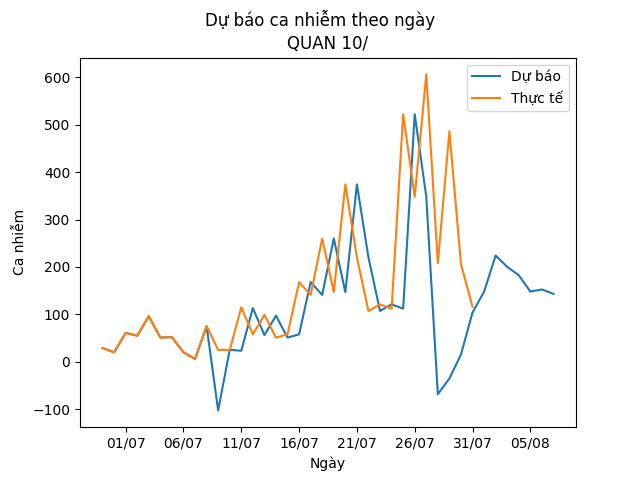 Dự báo ca nhiễm theo ngày
QUAN 10/
Dự báo
Thực tế
Ca nhiễm
600
500
400
300
200
100
0
−100
01/07 06/07 11/07 16/07 21/07 26/07 31/07 05/08
Ngày